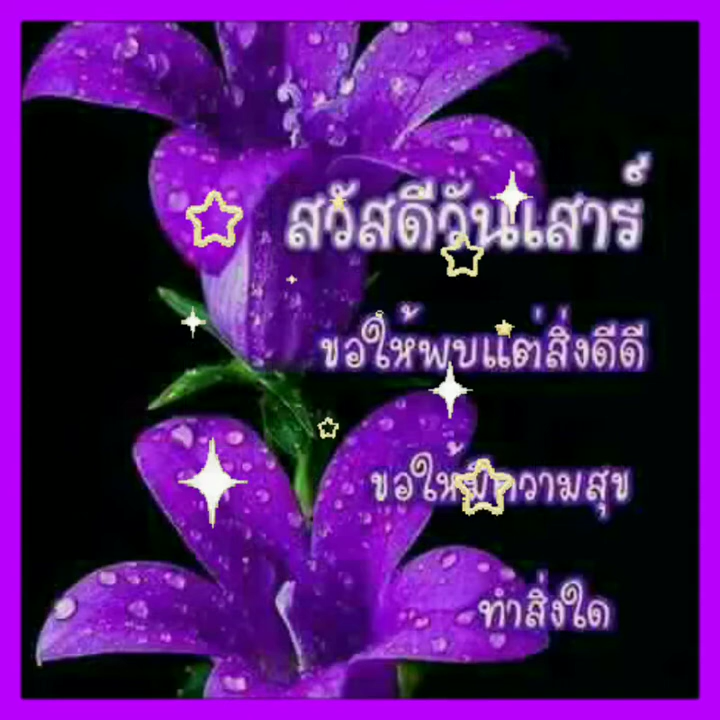 สวัสดีวันเสาร์
ขอให้พบแต่สิ่งดีดี
ขอให้มีความสุข
ทำสิ่งใด